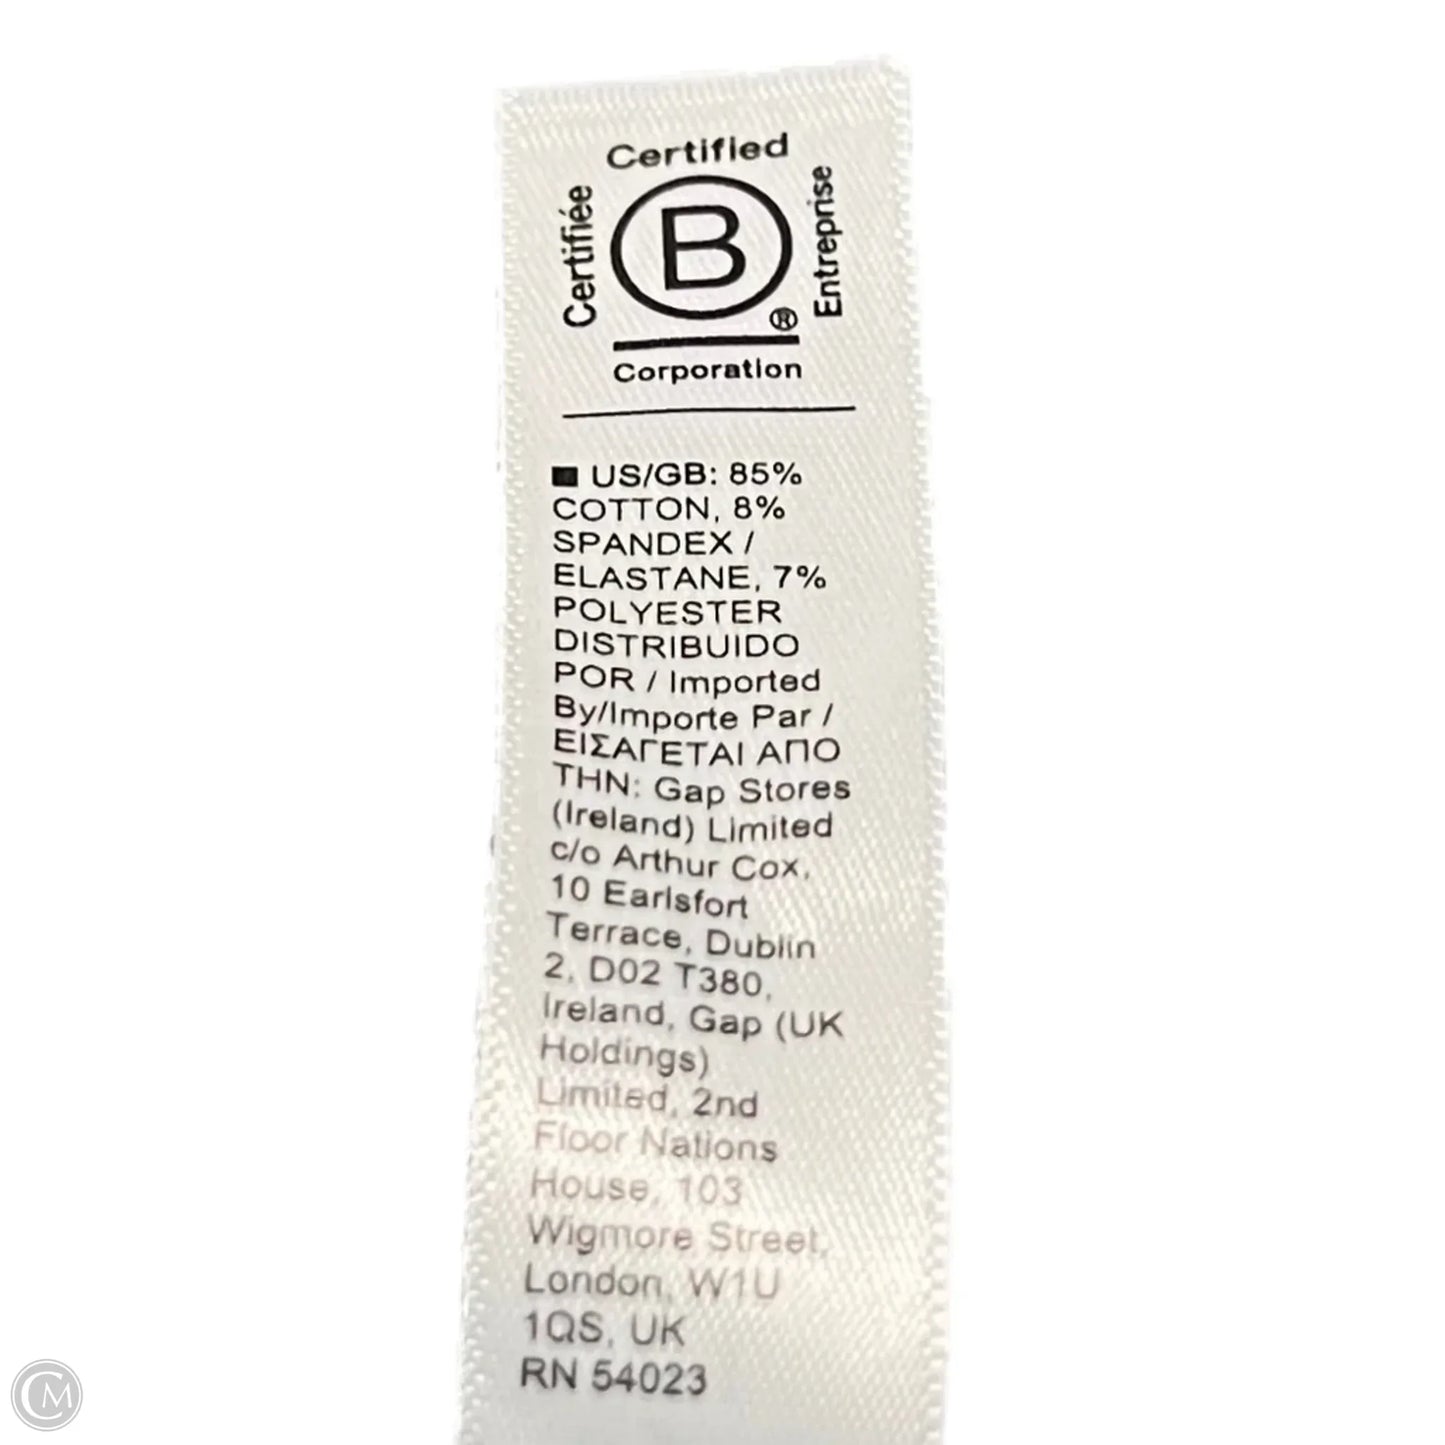 Certified
Certifiée
B
Entreprise
®
Corporation
■ US/GB: 85%
COTTON, 8%
SPANDEX /
ELASTANE, 7%
POLYESTER
DISTRIBUIDO
POR / Imported
By/Importe Par /
ΕΙΣΑΓΕΤΑΙ ΑΠΟ
ΤΗΝ: Gap Stores
(Ireland) Limited
c/o Arthur Cox,
10 Earlsfort
Terrace, Dublin
2, D02 T380,
Ireland, Gap (UK
Holdings)
Limited, 2nd
Floor Nations
House, 103
Wigmore Street,
London, W1U
1QS, UK
RN 54023
CM